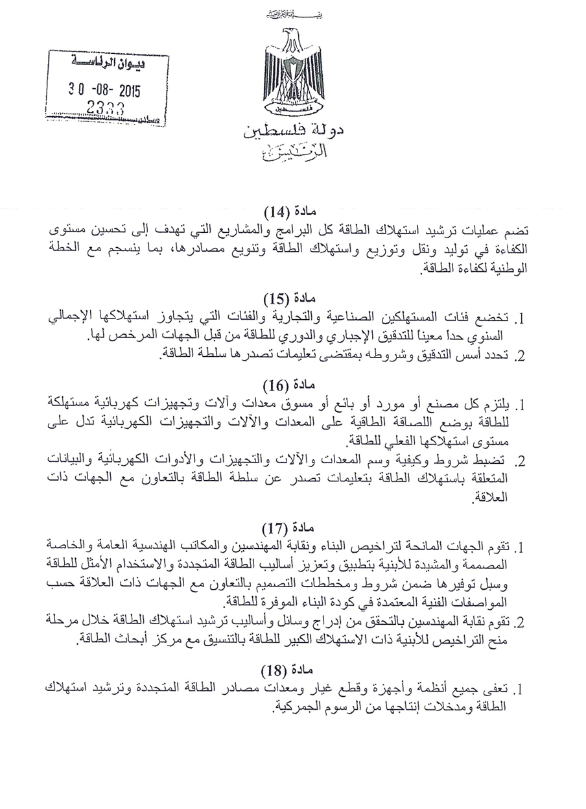 ديوان الرئاسة
30-08-2015
2333
صادر
فلسطين
دولة فلسطين
الرئيس
مادة (14)
تضم عمليات ترشيد استهلاك الطاقة كل البرامج والمشاريع التي تهدف إلى تحسين مستوى
الكفاءة في توليد ونقل وتوزيع واستهلاك الطاقة وتنويع مصادرها، بما ينسجم مع الخطة
الوطنية لكفاءة الطاقة.
مادة (15)
1. تخضع فئات المستهلكين الصناعية والتجارية والفئات التي يتجاوز استهلاكها الإجمالي
السنوي حداً معيناً للتدقيق الإجباري والدوري للطاقة من قبل الجهات المرخص لها.
2. تحدد أسس التدقيق وشروطه بمقتضى تعليمات تصدرها سلطة الطاقة.
مادة (16)
1. يلتزم كل مصنع أو مورد أو بائع أو مسوق معدات وآلات وتجهيزات كهربائية مستهلكة
للطاقة بوضع اللصاقة الطاقية على المعدات والآلات والتجهيزات الكهربائية تدل على
مستوى استهلاكها الفعلي للطاقة.
2. تضبط شروط وكيفية وسم المعدات والآلات والتجهيزات والأدوات الكهربائية والبيانات
المتعلقة باستهلاك الطاقة بتعليمات تصدر عن سلطة الطاقة بالتعاون مع الجهات ذات
العلاقة.
مادة (17)
1. تقوم الجهات المانحة لتراخيص البناء ونقابة المهندسين والمكاتب الهندسية العامة والخاصة
المصممة والمشيدة للأبنية بتطبيق وتعزيز أساليب الطاقة المتجددة والاستخدام الأمثل للطاقة
وسبل توفيرها ضمن شروط ومخططات التصميم بالتعاون مع الجهات ذات العلاقة حسب
المواصفات الفنية المعتمدة في كودة البناء الموفرة للطاقة.
2. تقوم نقابة المهندسين بالتحقق من إدراج وسائل وأساليب ترشيد استهلاك الطاقة خلال مرحلة
منح التراخيص للأبنية ذات الاستهلاك الكبير للطاقة بالتنسيق مع مركز أبحاث الطاقة.
مادة (18)
1. تعفى جميع أنظمة وأجهزة وقطع غيار ومعدات مصادر الطاقة المتجددة وترشيد استهلاك
الطاقة ومدخلات إنتاجها من الرسوم الجمركية.